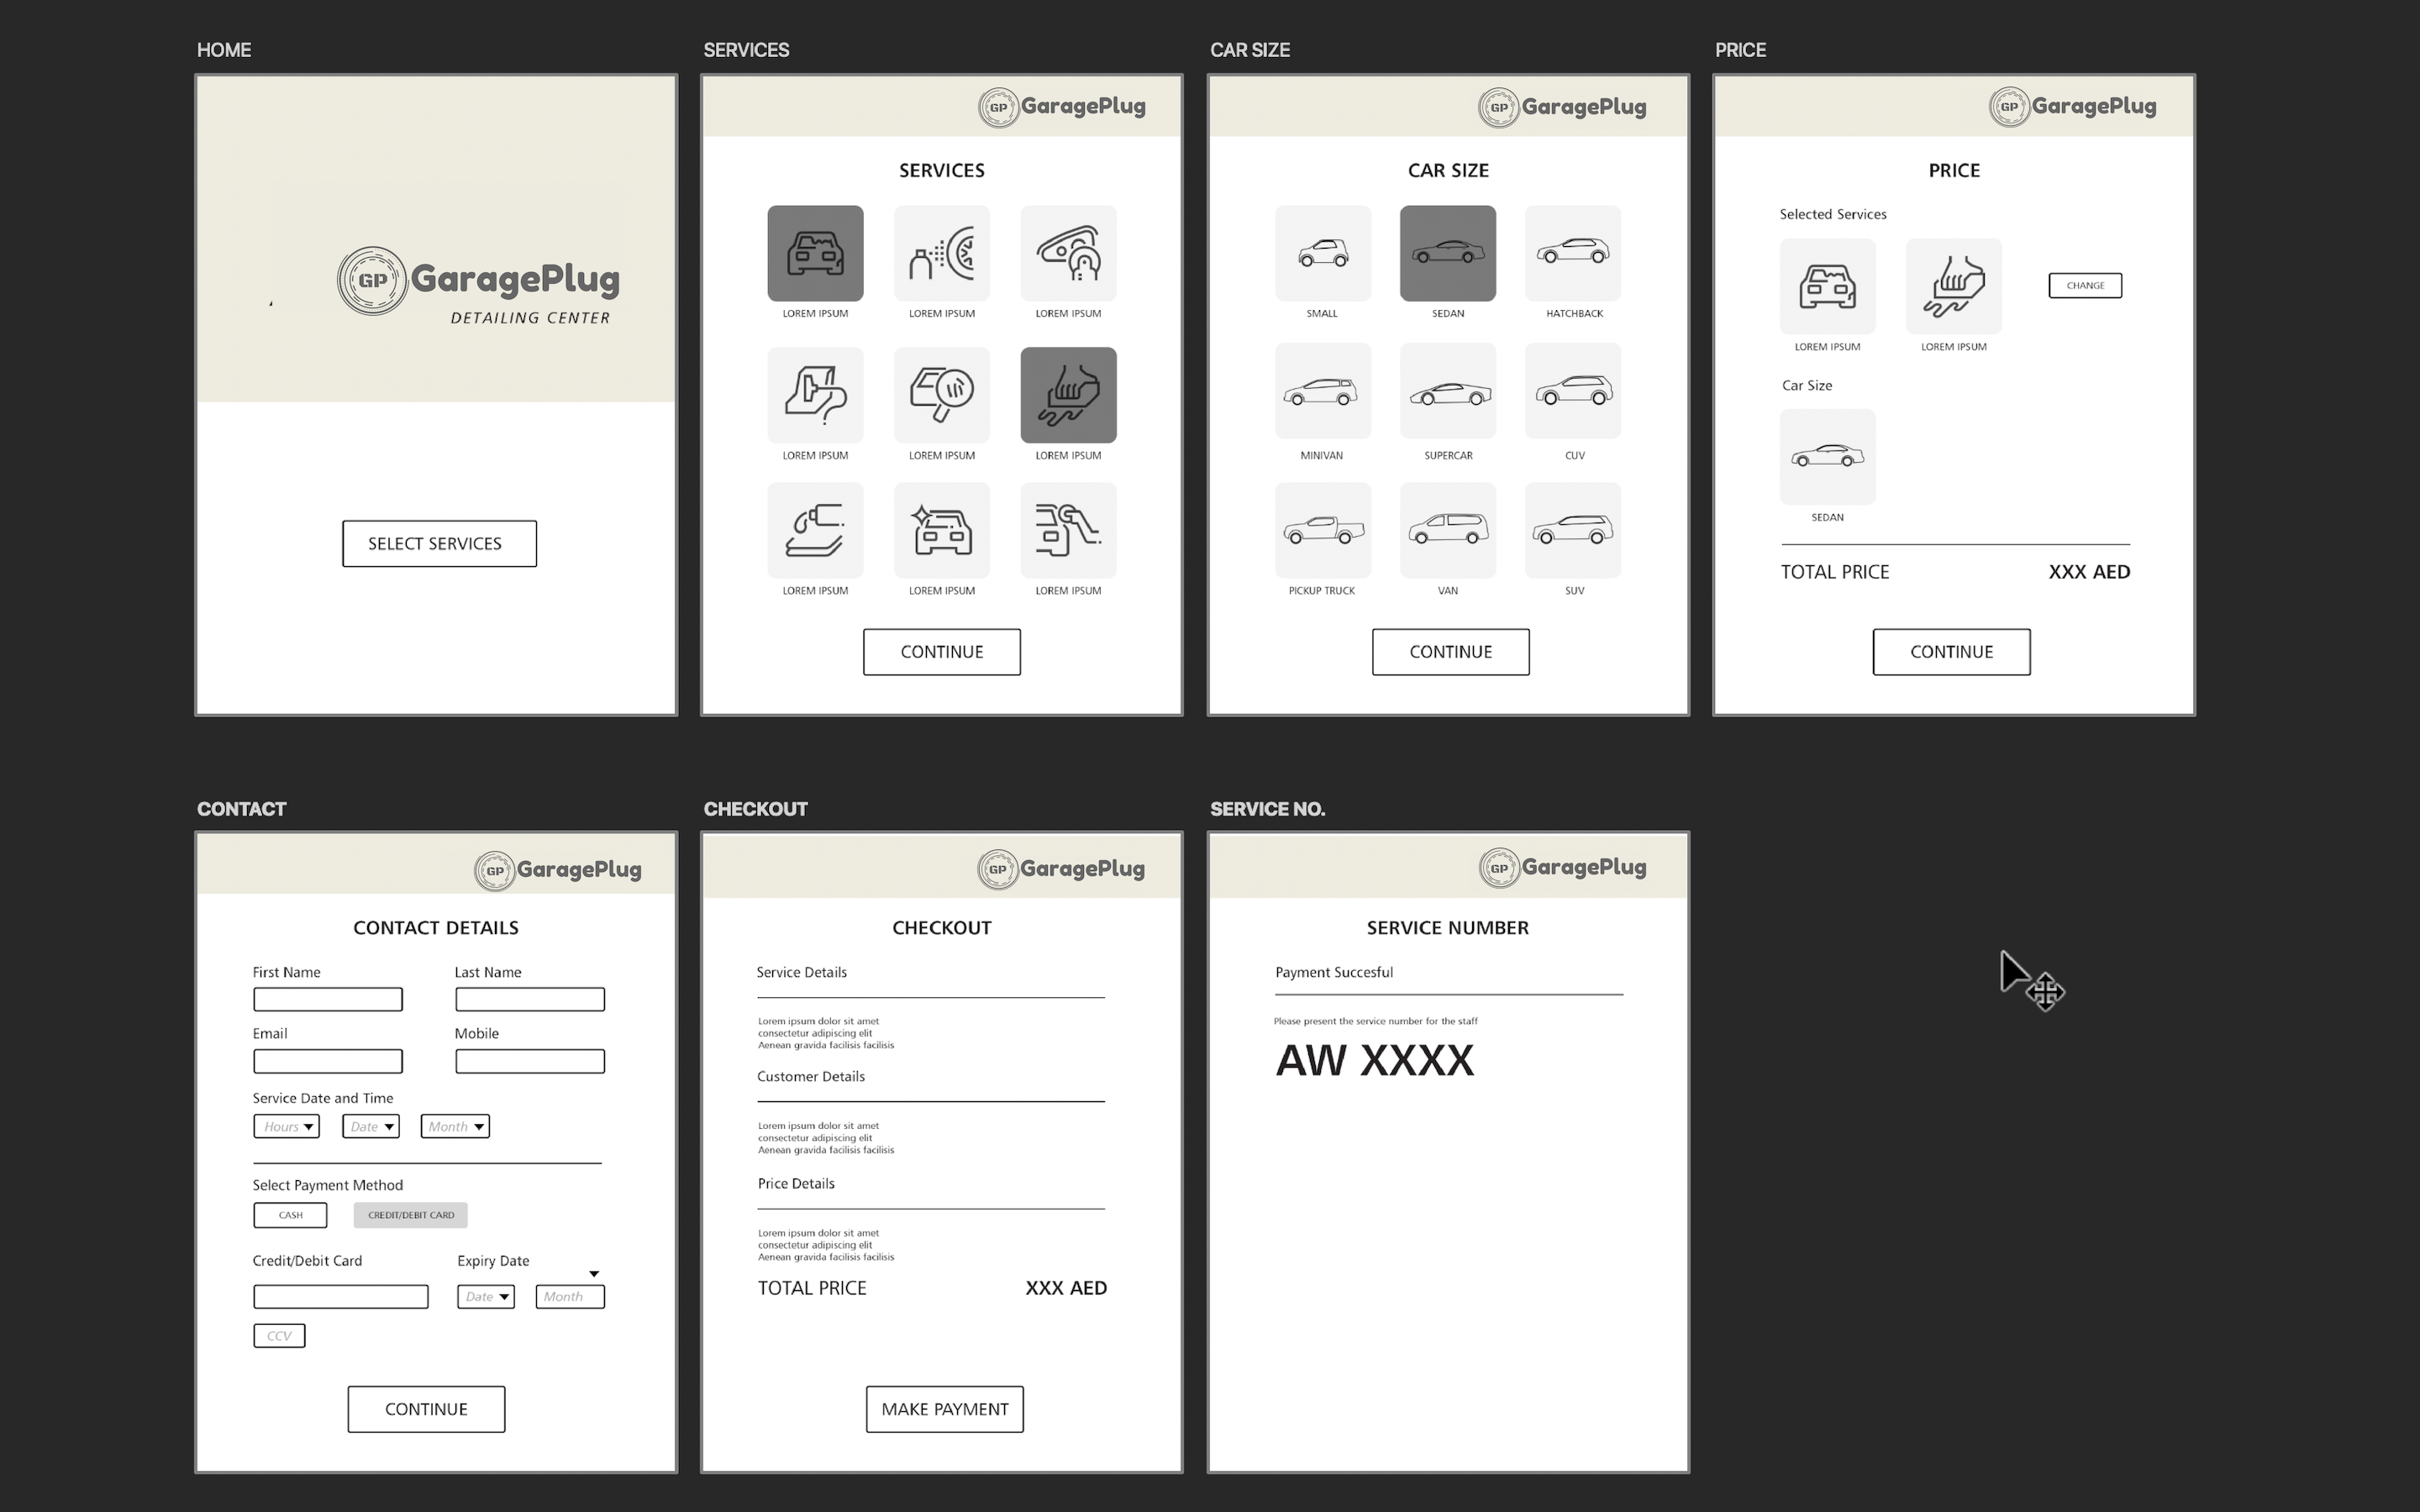 HOME
GP GaragePlug
DETAILING CENTER
SELECT SERVICES
SERVICES
GP GaragePlug
SERVICES
LOREM IPSUM LOREM IPSUM LOREM IPSUM
LOREM IPSUM LOREM IPSUM LOREM IPSUM
LOREM IPSUM LOREM IPSUM LOREM IPSUM
CONTINUE
CAR SIZE
GP GaragePlug
CAR SIZE
SMALL SEDAN HATCHBACK
MINIVAN SUPERCAR CUV
PICKUP TRUCK VAN SUV
CONTINUE
PRICE
GP GaragePlug
PRICE
Selected Services
CHANGE
LOREM IPSUM LOREM IPSUM
Car Size
SEDAN
TOTAL PRICE XXX AED
CONTINUE
CONTACT
GP GaragePlug
CONTACT DETAILS
First Name Last Name
Email Mobile
Service Date and Time
Hours Date Month
Select Payment Method
CASH CREDIT/DEBIT CARD
Credit/Debit Card Expiry Date
Date Month
CCV
CONTINUE
CHECKOUT
GP GaragePlug
CHECKOUT
Service Details
Lorem ipsum dolor sit amet
consectetur adipiscing elit
Aenean gravida facilisis facilisis
Customer Details
Lorem ipsum dolor sit amet
consectetur adipiscing elit
Aenean gravida facilisis facilisis
Price Details
Lorem ipsum dolor sit amet
consectetur adipiscing elit
Aenean gravida facilisis facilisis
TOTAL PRICE XXX AED
MAKE PAYMENT
SERVICE NO.
GP GaragePlug
SERVICE NUMBER
Payment Succesful
Please present the service number for the staff
AW XXXX